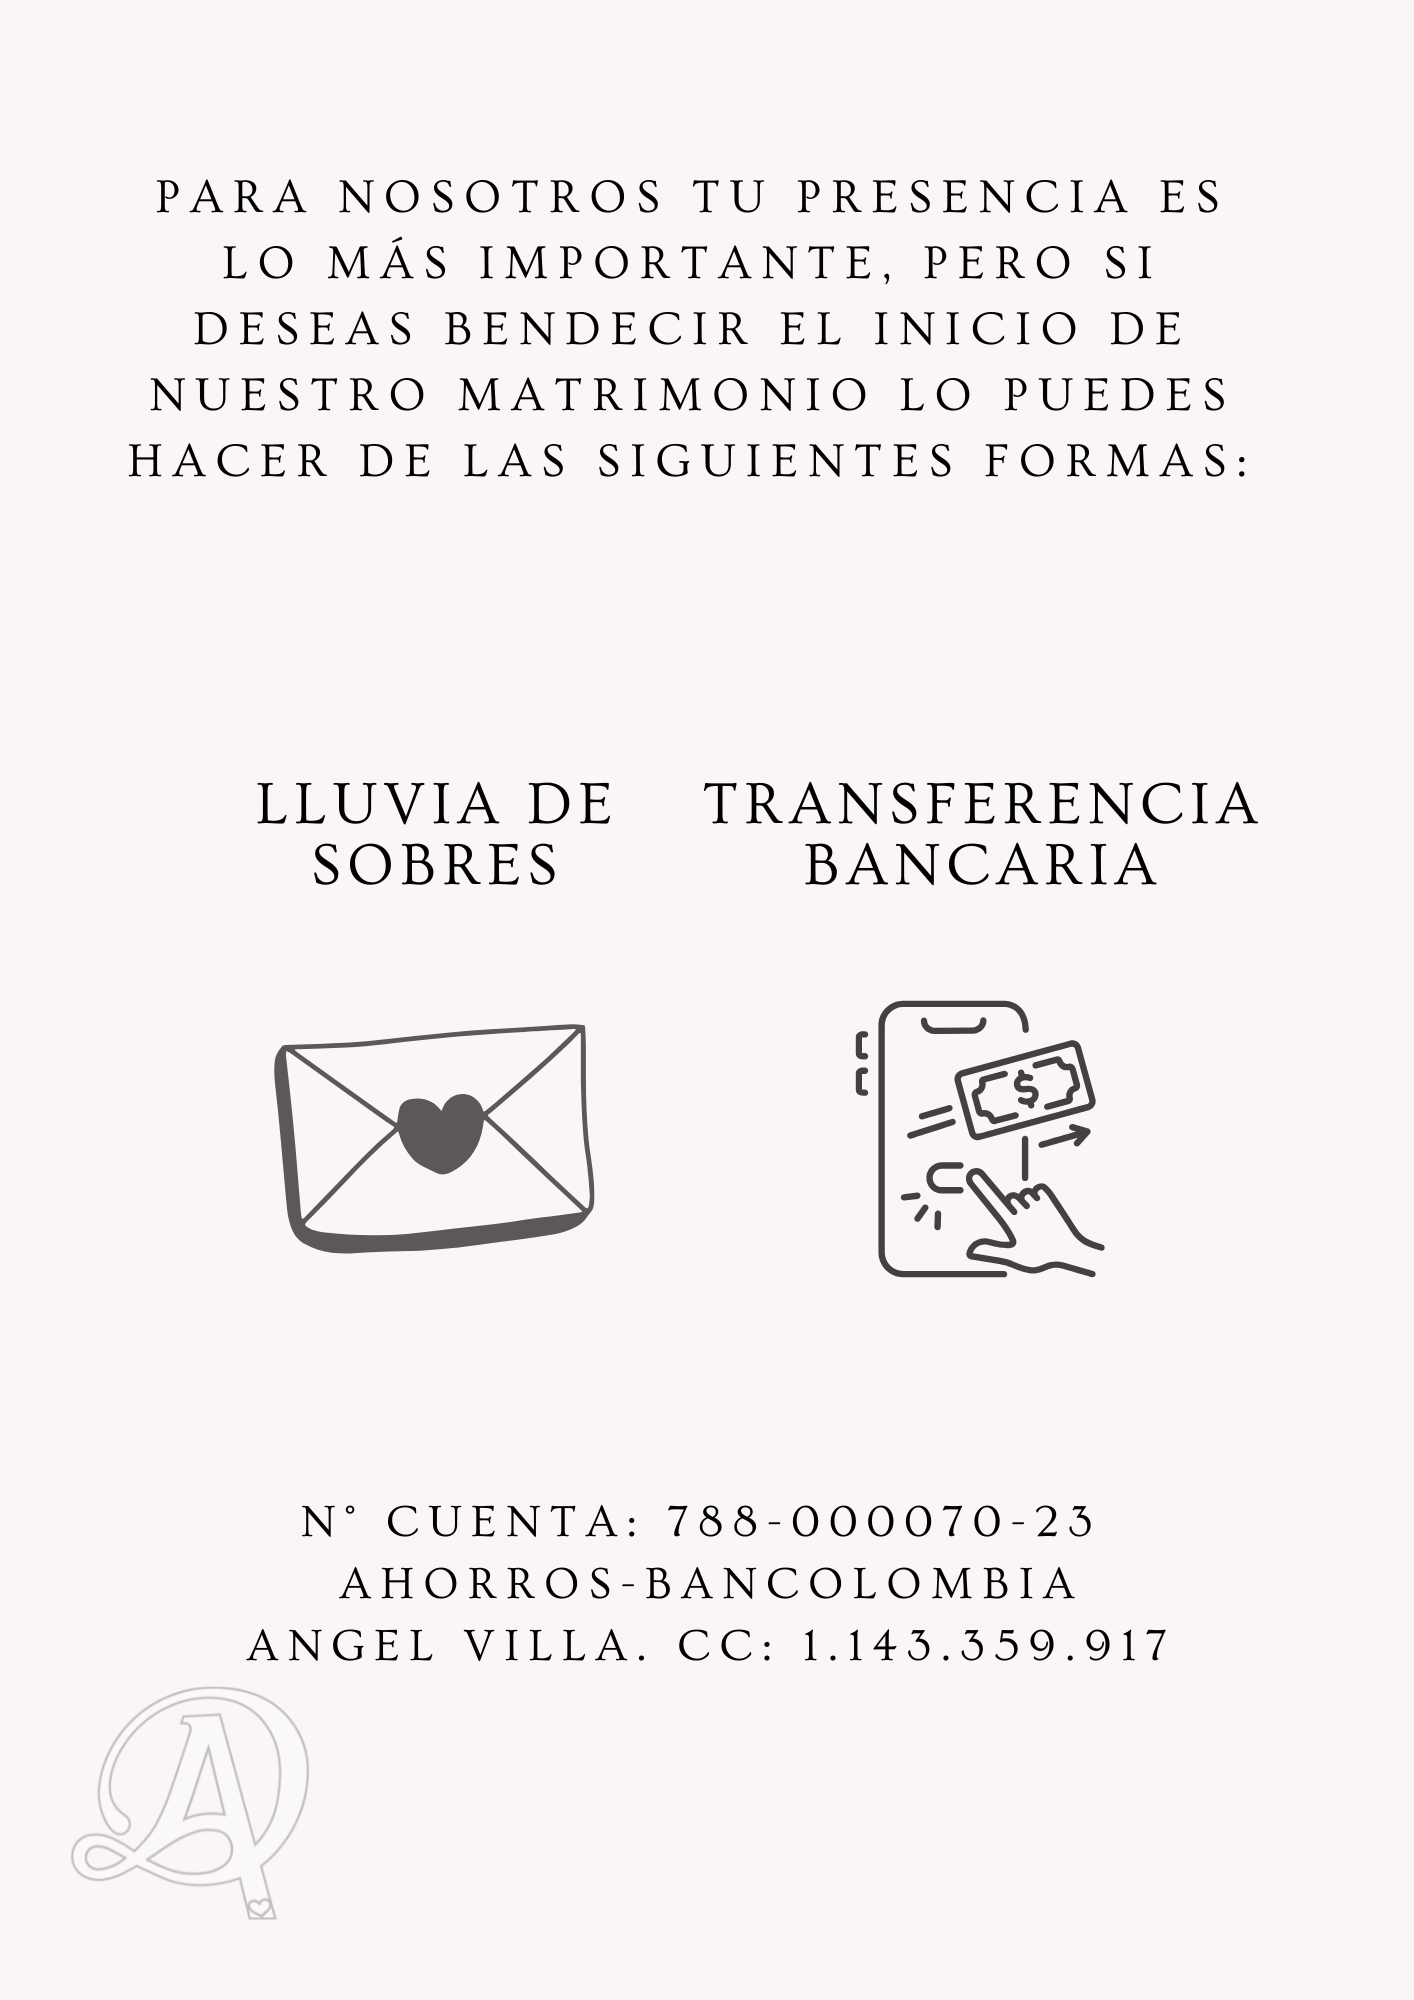 PARA NOSOTROS TU PRESENCIA ES
LO MÁS IMPORTANTE, PERO SI
DESEAS BENDECIR EL INICIO DE
NUESTRO MATRIMONIO LO PUEDES
HACER DE LAS SIGUIENTES FORMAS:
LLUVIA DE
SOBRES
TRANSFERENCIA
BANCARIA
$
N° CUENTA: 788-000070-23
AHORROS-BANCOLOMBIA
ANGEL VILLA. CC: 1.143.359.917
DA